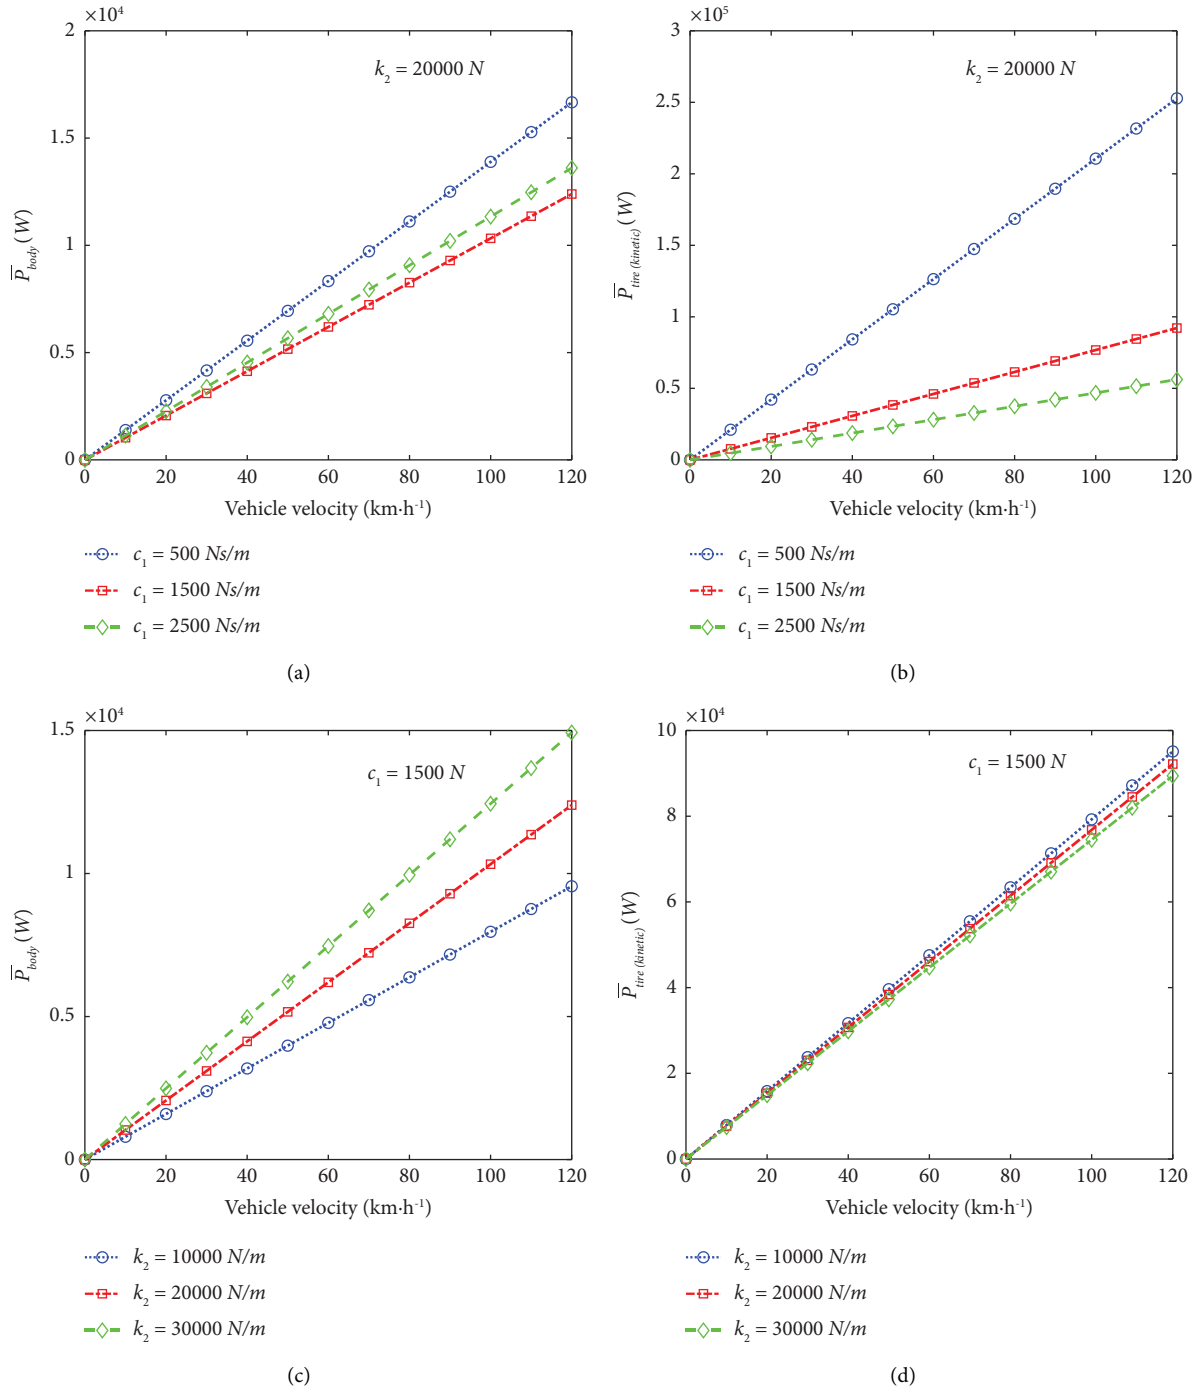 ×10⁴
2
1.5
1
0.5
0
P̅_body (W)
k₂ = 20000 N
0 20 40 60 80 100 120
Vehicle velocity (km·h⁻¹)
c₁ = 500 Ns/m
c₁ = 1500 Ns/m
c₁ = 2500 Ns/m
(a)
×10⁵
3
2.5
2
1.5
1
0.5
0
P̅_tire (kinetic) (W)
k₂ = 20000 N
0 20 40 60 80 100 120
Vehicle velocity (km·h⁻¹)
c₁ = 500 Ns/m
c₁ = 1500 Ns/m
c₁ = 2500 Ns/m
(b)
×10⁴
1.5
1
0.5
0
P̅_body (W)
c₁ = 1500 N
0 20 40 60 80 100 120
Vehicle velocity (km·h⁻¹)
k₂ = 10000 N/m
k₂ = 20000 N/m
k₂ = 30000 N/m
(c)
×10⁴
10
8
6
4
2
0
P̅_tire (kinetic) (W)
c₁ = 1500 N
0 20 40 60 80 100 120
Vehicle velocity (km·h⁻¹)
k₂ = 10000 N/m
k₂ = 20000 N/m
k₂ = 30000 N/m
(d)